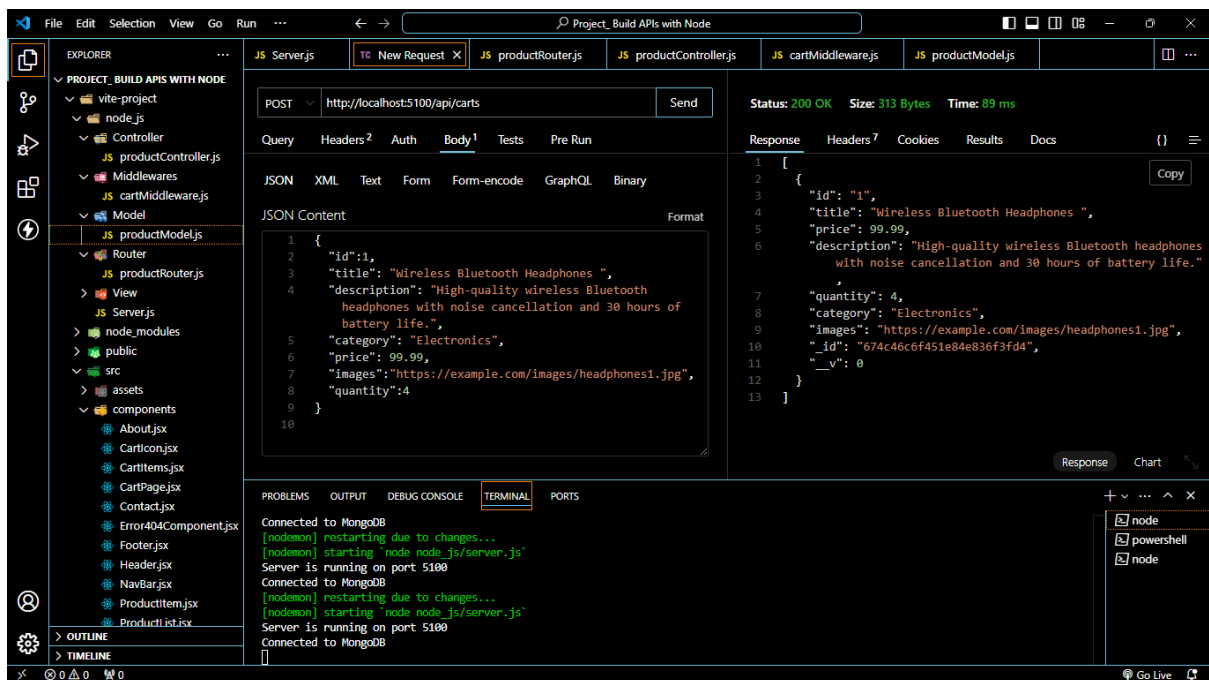 File Edit Selection View Go Run ··· ← → Project_ Build APIs with Node
EXPLORER ···
PROJECT_ BUILD APIS WITH NODE
vite-project
node_js
Controller
JS productController.js
Middlewares
JS cartMiddleware.js
Model
JS productModel.js
Router
JS productRouter.js
View
JS Server.js
node_modules
public
src
assets
components
About.jsx
CartIcon.jsx
CartItems.jsx
CartPage.jsx
Contact.jsx
Error404Component.jsx
Footer.jsx
Header.jsx
NavBar.jsx
ProductItem.jsx
ProductList.jsx
OUTLINE
TIMELINE
JS Server.js TC New Request × JS productRouter.js JS productController.js JS cartMiddleware.js JS productModel.js
POST http://localhost:5100/api/carts Send
Query Headers 2 Auth Body 1 Tests Pre Run
JSON XML Text Form Form-encode GraphQL Binary
JSON Content Format
1 {
2 "id":1,
3 "title": "Wireless Bluetooth Headphones ",
4 "description": "High-quality wireless Bluetooth
headphones with noise cancellation and 30 hours of
battery life.",
5 "category": "Electronics",
6 "price": 99.99,
7 "images":"https://example.com/images/headphones1.jpg",
8 "quantity":4
9 }
10
Status: 200 OK Size: 313 Bytes Time: 89 ms
Response Headers 7 Cookies Results Docs {}
Copy
1 [
2 {
3 "id": "1",
4 "title": "Wireless Bluetooth Headphones ",
5 "price": 99.99,
6 "description": "High-quality wireless Bluetooth headphones
with noise cancellation and 30 hours of battery life."
,
7 "quantity": 4,
8 "category": "Electronics",
9 "images": "https://example.com/images/headphones1.jpg",
10 "_id": "674c46c6f451e84e836f3fd4",
11 "__v": 0
12 }
13 ]
Response Chart
PROBLEMS OUTPUT DEBUG CONSOLE TERMINAL PORTS
Connected to MongoDB
[nodemon] restarting due to changes...
[nodemon] starting `node node_js/server.js`
Server is running on port 5100
Connected to MongoDB
[nodemon] restarting due to changes...
[nodemon] starting `node node_js/server.js`
Server is running on port 5100
Connected to MongoDB
node
powershell
node
0 0 0 Go Live